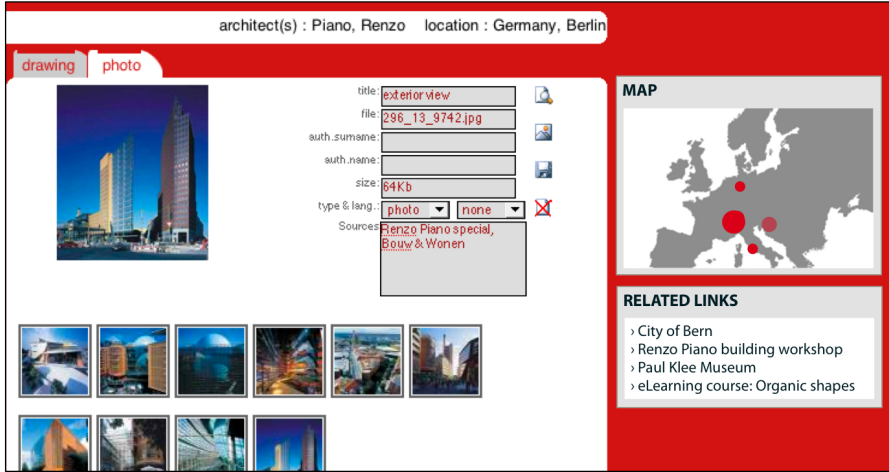 architect(s) : Piano, Renzo location : Germany, Berlin
drawing photo
title: exterior view
file: 296_13_9742.jpg
auth.surname:
auth.name:
size: 64Kb
type & lang.: photo none
Sources Renzo Piano special,
Bouw & Wonen
MAP
RELATED LINKS
› City of Bern
› Renzo Piano building workshop
› Paul Klee Museum
› eLearning course: Organic shapes